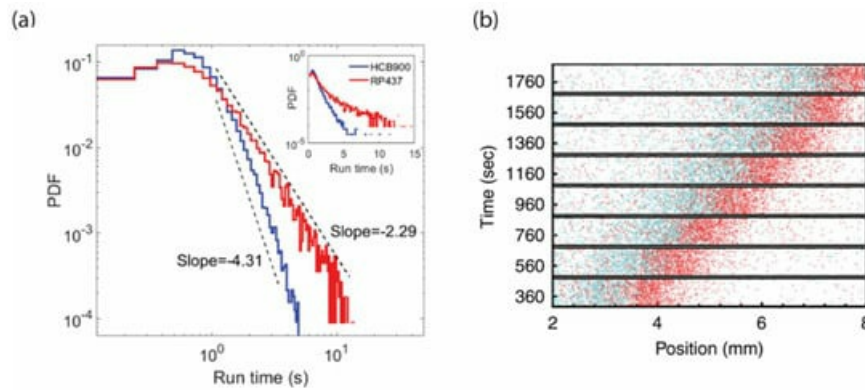 (a)
10⁻¹
10⁻²
10⁻³
10⁻⁴
PDF
10⁰
10¹
Run time (s)
Slope=-4.31
Slope=-2.29
10⁰
10⁻⁵
PDF
HCB900
RP437
0
5
10
15
Run time (s)
(b)
1760
1560
1360
1160
960
760
560
360
Time (sec)
2
4
6
8
Position (mm)